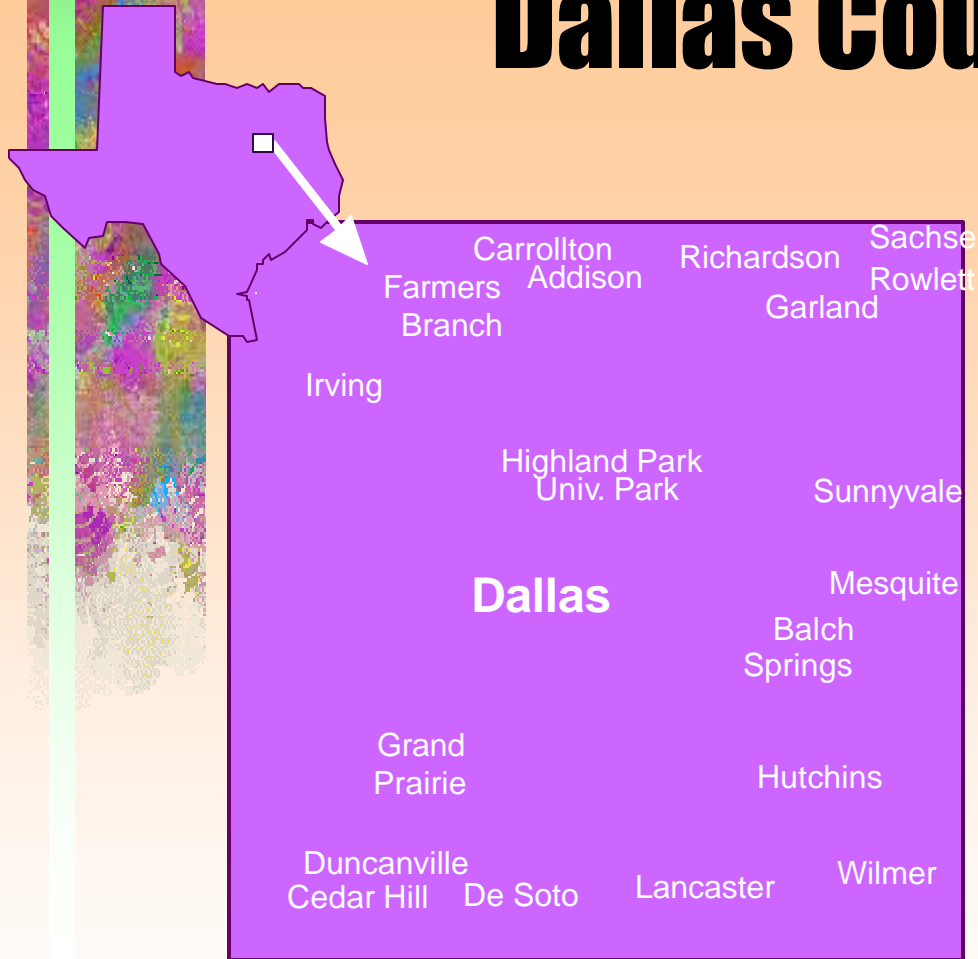 Dallas Cou
Sachse
Carrollton
Richardson
Addison
Rowlett
Farmers
Branch
Garland
Irving
Highland Park
Univ. Park
Sunnyvale
Dallas
Mesquite
Balch
Springs
Grand
Prairie
Hutchins
Duncanville
Cedar Hill
De Soto
Lancaster
Wilmer